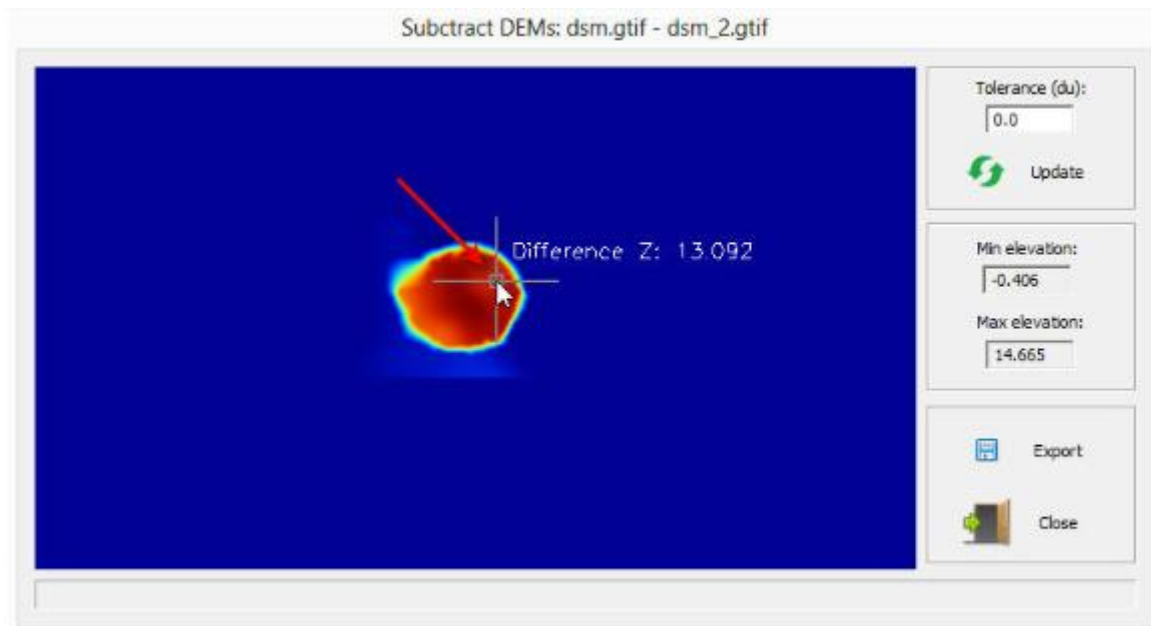 Subctract DEMs: dsm.gtif - dsm_2.gtif
Tolerance (du):
0.0
Update
Difference Z: 13.092
Min elevation:
-0.406
Max elevation:
14.665
Export
Close